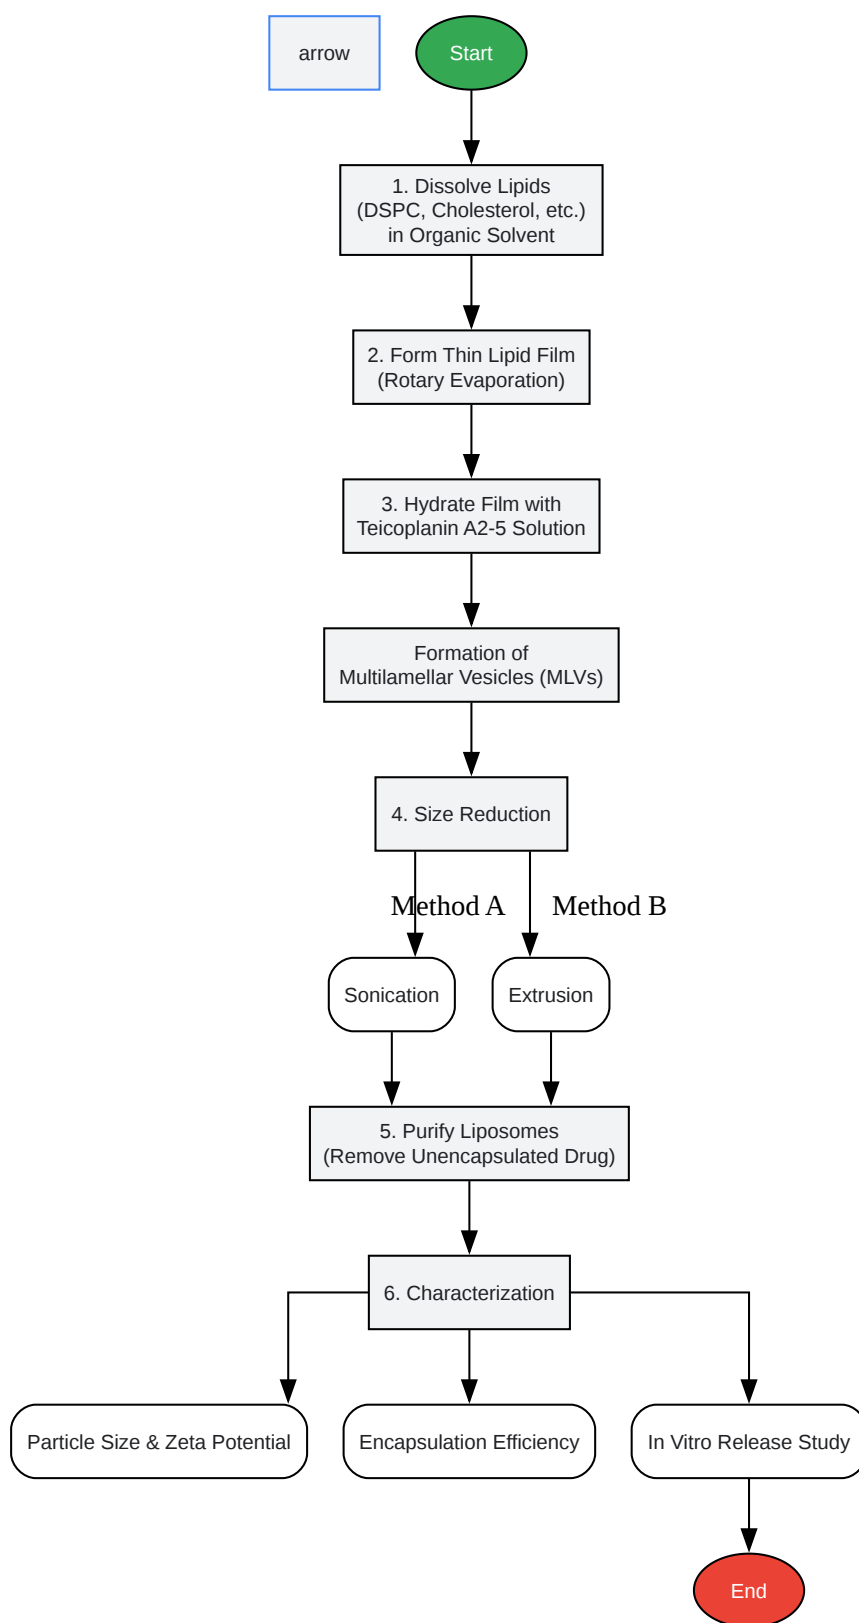 arrow
Start
1. Dissolve Lipids
(DSPC, Cholesterol, etc.)
in Organic Solvent
2. Form Thin Lipid Film
(Rotary Evaporation)
3. Hydrate Film with
Teicoplanin A2-5 Solution
Formation of
Multilamellar Vesicles (MLVs)
4. Size Reduction
Method A
Method B
Sonication
Extrusion
5. Purify Liposomes
(Remove Unencapsulated Drug)
6. Characterization
Particle Size & Zeta Potential
Encapsulation Efficiency
In Vitro Release Study
End